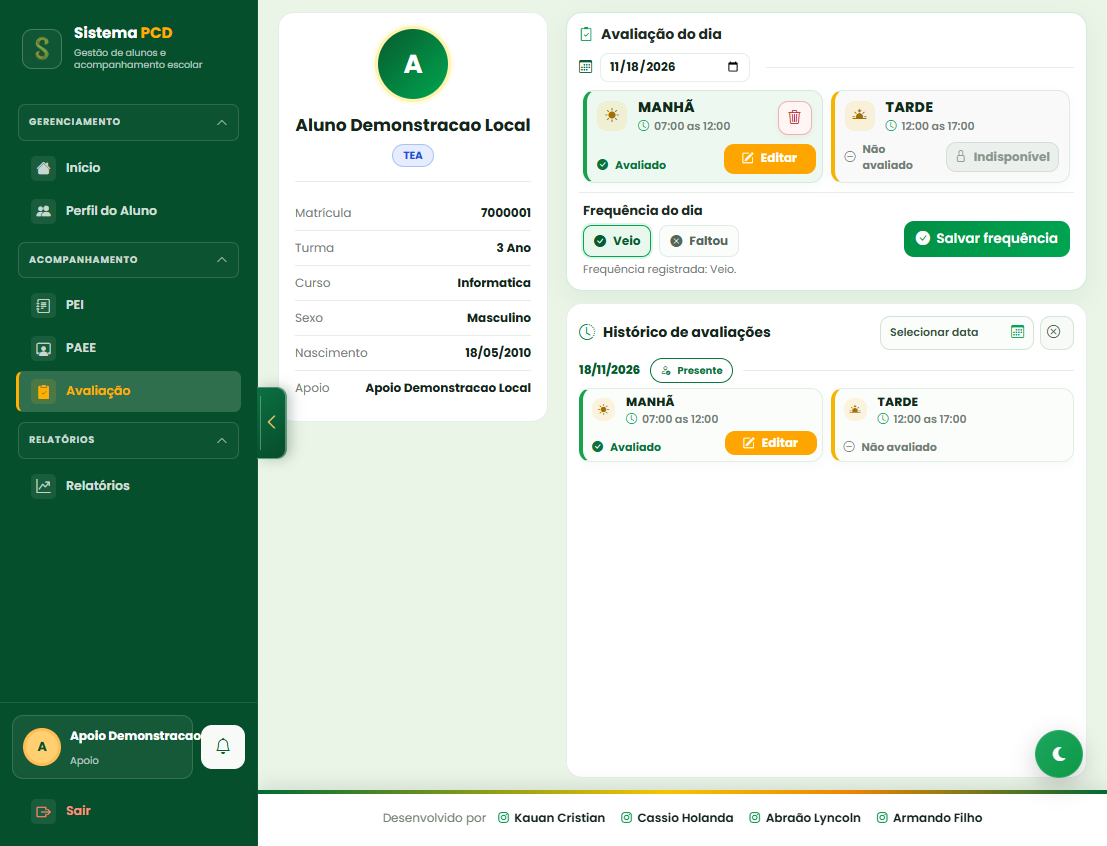 Sistema PCD
Gestão de alunos e
acompanhamento escolar
GERENCIAMENTO
Início
Perfil do Aluno
ACOMPANHAMENTO
PEI
PAEE
Avaliação
RELATÓRIOS
Relatórios
A
Apoio Demonstracao
Apoio
Sair
A
Aluno Demonstracao Local
TEA
Matrícula 7000001
Turma 3 Ano
Curso Informatica
Sexo Masculino
Nascimento 18/05/2010
Apoio Apoio Demonstracao Local
Avaliação do dia
11/18/2026
MANHÃ
07:00 as 12:00
Avaliado
Editar
TARDE
12:00 as 17:00
Não
avaliado
Indisponível
Frequência do dia
Veio
Faltou
Salvar frequência
Frequência registrada: Veio.
Histórico de avaliações
Selecionar data
18/11/2026
Presente
MANHÃ
07:00 as 12:00
Avaliado
Editar
TARDE
12:00 as 17:00
Não avaliado
Desenvolvido por Kauan Cristian Cassio Holanda Abraão Lyncoln Armando Filho